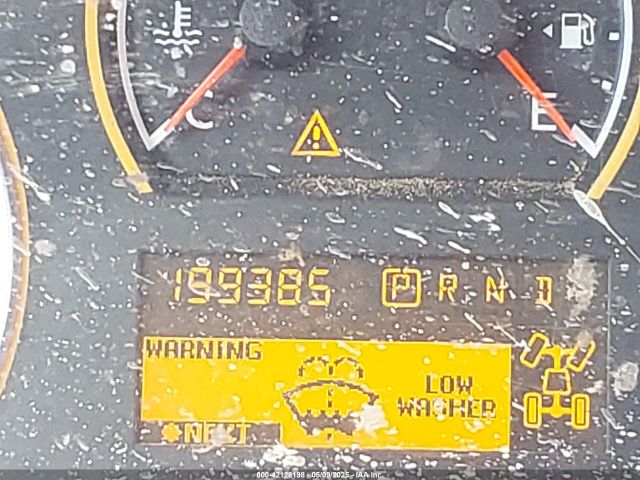 C E
199385 P R N D
WARNING
LOW
WASHER
NEXT
000-42126198 - 05/09/2025 - IAA Inc.